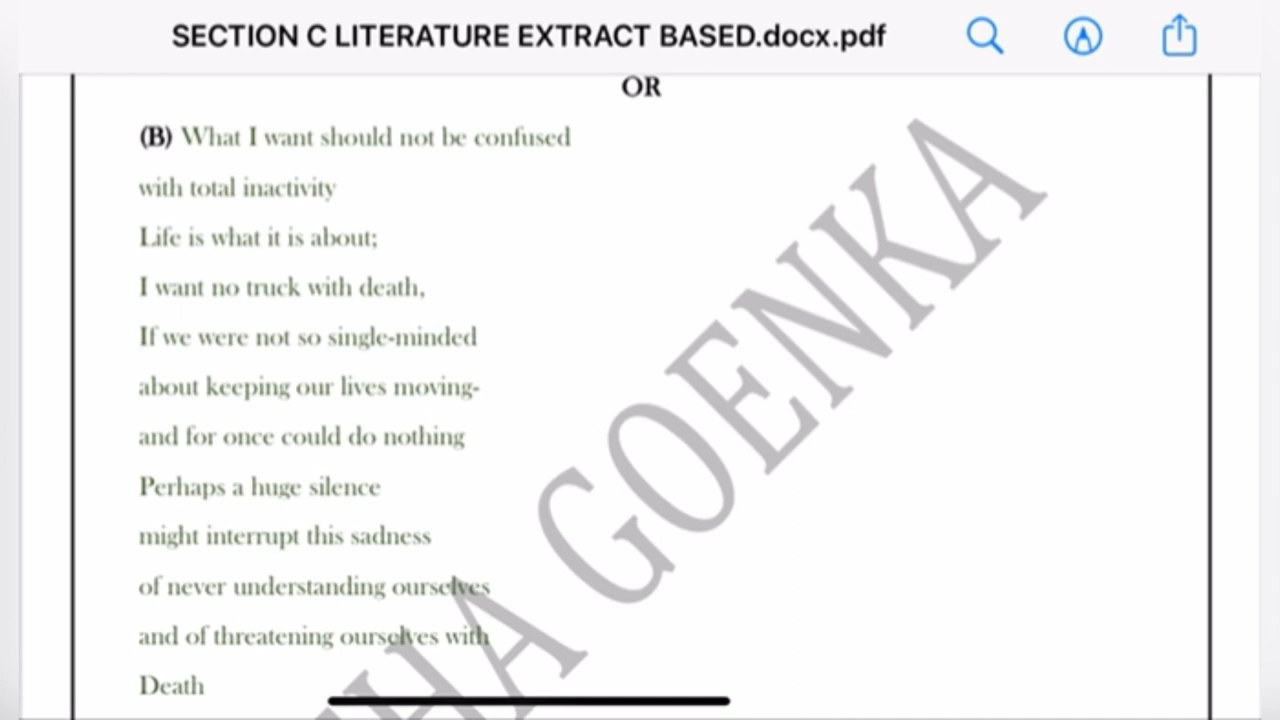 SECTION C LITERATURE EXTRACT BASED.docx.pdf
OR
(B) What I want should not be confused
with total inactivity
Life is what it is about;
I want no truck with death,
If we were not so single-minded
about keeping our lives moving-
and for once could do nothing
Perhaps a huge silence
might interrupt this sadness
of never understanding ourselves
and of threatening ourselves with
Death
HA GOENKA